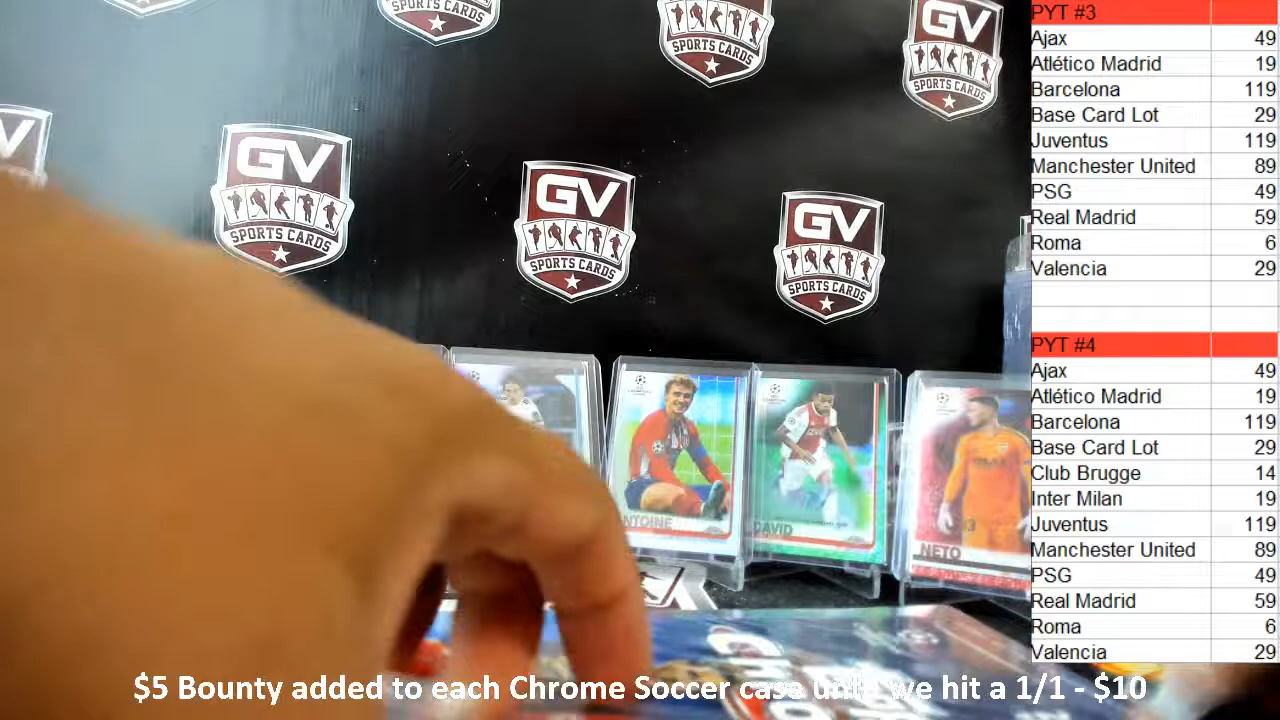 SPORTS CARDS
GV
SPORTS CARDS
GV
SPORTS CARDS
GV
SPORTS CARDS
GV
SPORTS CARDS
GV
SPORTS CARDS
PYT #3
Ajax 49
Atlético Madrid 19
Barcelona 119
Base Card Lot 29
Juventus 119
Manchester United 89
PSG 49
Real Madrid 59
Roma 6
Valencia 29
PYT #4
Ajax 49
Atlético Madrid 19
Barcelona 119
Base Card Lot 29
Club Brugge 14
Inter Milan 19
Juventus 119
Manchester United 89
PSG 49
Real Madrid 59
Roma 6
Valencia 29
DAVID
NETO
$5 Bounty added to each Chrome Soccer case until we hit a 1/1 - $10